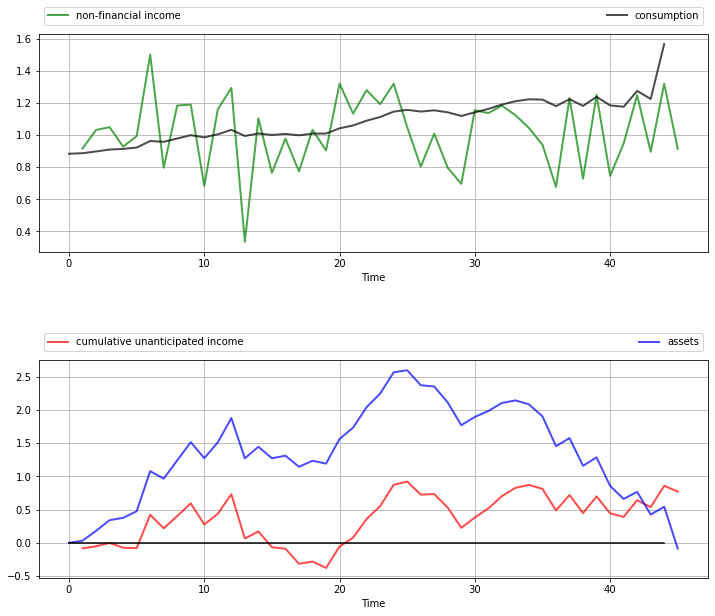 non-financial income consumption
1.6
1.4
1.2
1.0
0.8
0.6
0.4
0 10 20 30 40
Time
cumulative unanticipated income assets
2.5
2.0
1.5
1.0
0.5
0.0
−0.5
0 10 20 30 40
Time